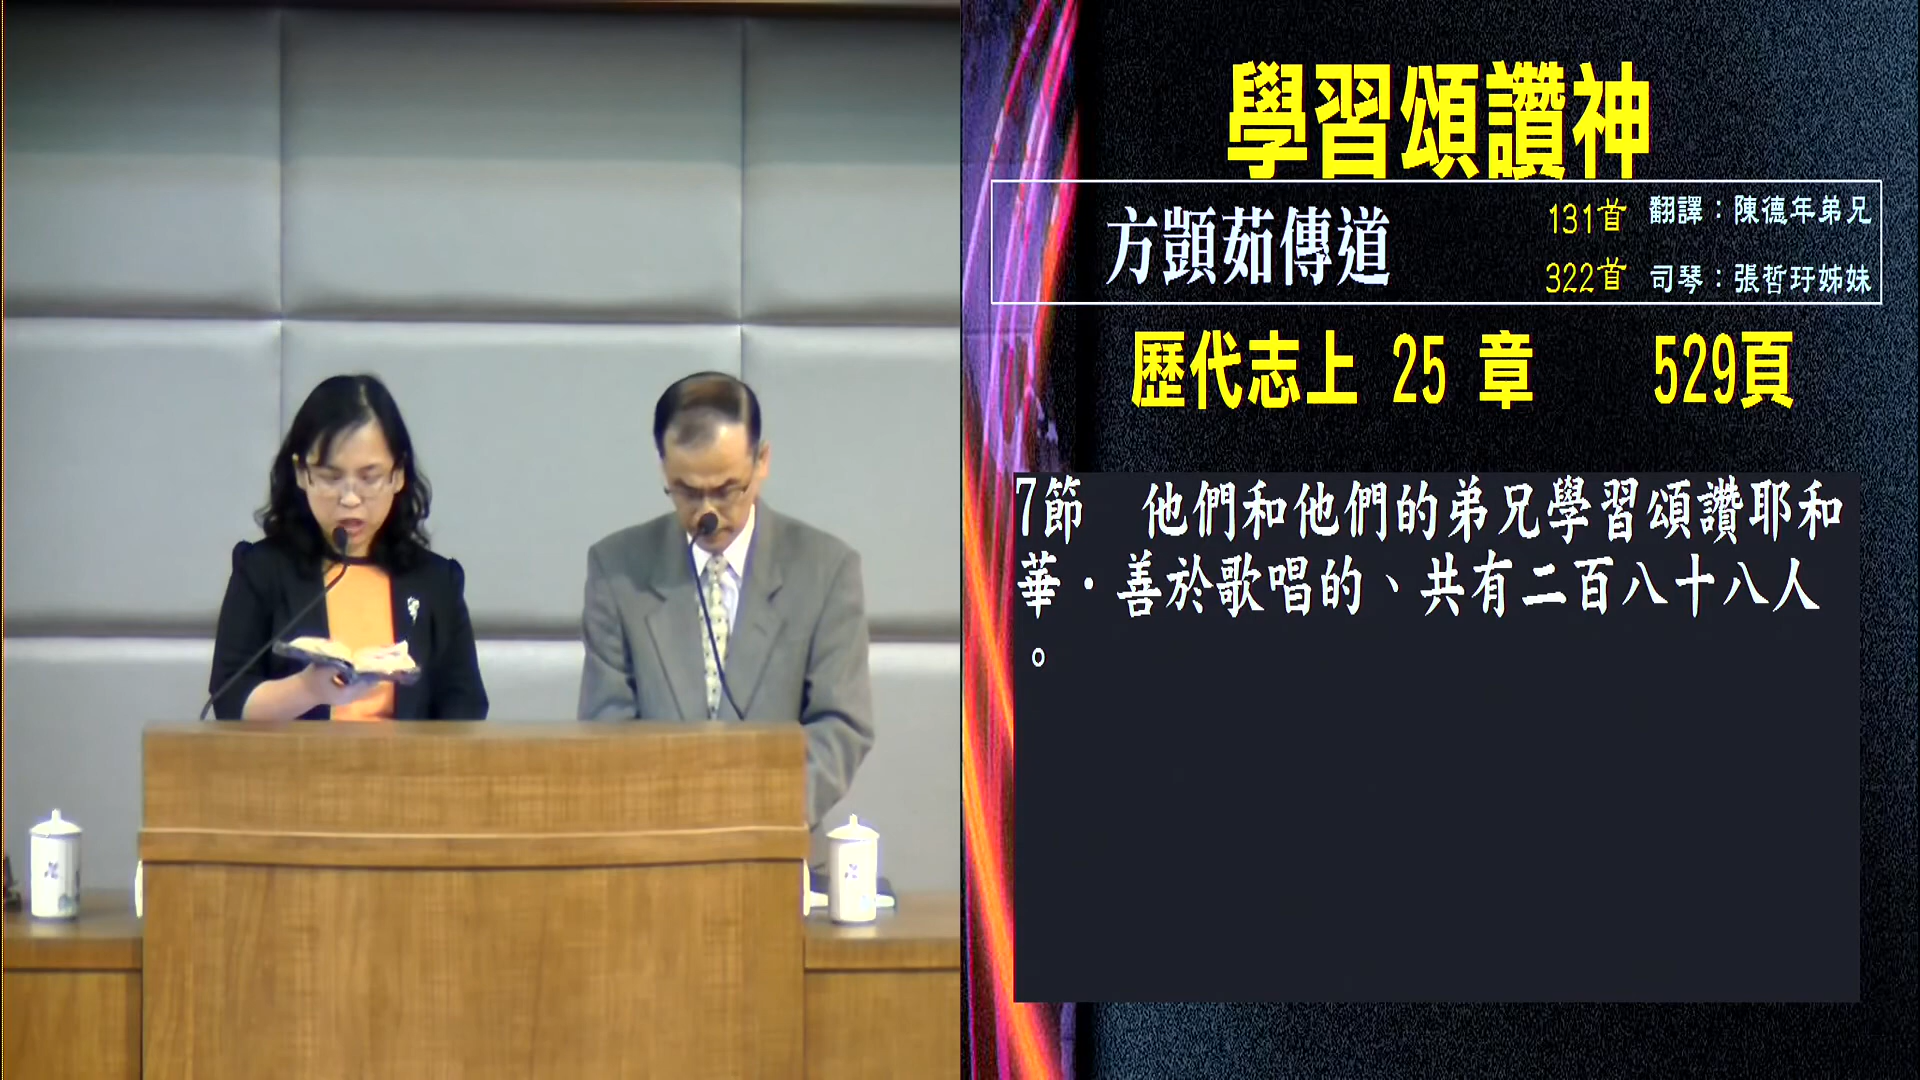 學習頌讚神
方顗茹傳道
131首 翻譯：陳德年弟兄
322首 司琴：張哲玗姊妹
歷代志上 25 章 529頁
7節 他們和他們的弟兄學習頌讚耶和
華．善於歌唱的、共有二百八十八人
。